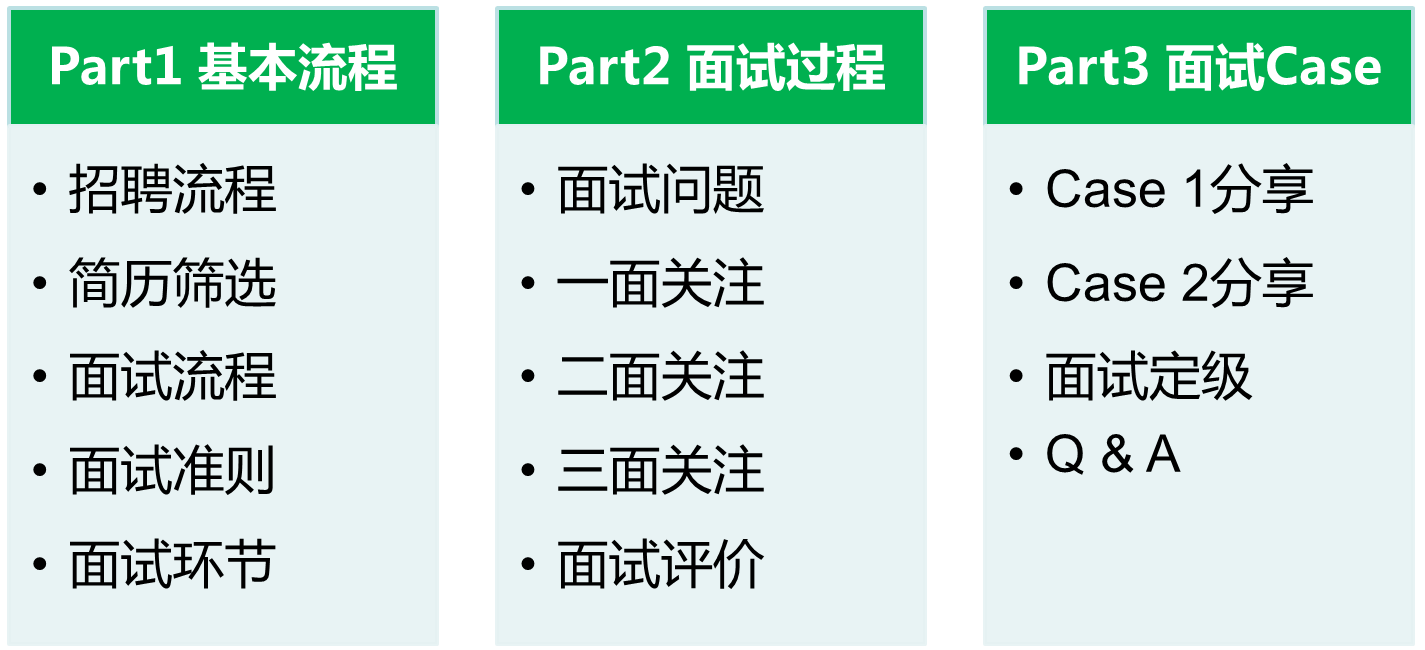 Part1 基本流程
• 招聘流程
• 简历筛选
• 面试流程
• 面试准则
• 面试环节
Part2 面试过程
• 面试问题
• 一面关注
• 二面关注
• 三面关注
• 面试评价
Part3 面试Case
• Case 1分享
• Case 2分享
• 面试定级
• Q & A